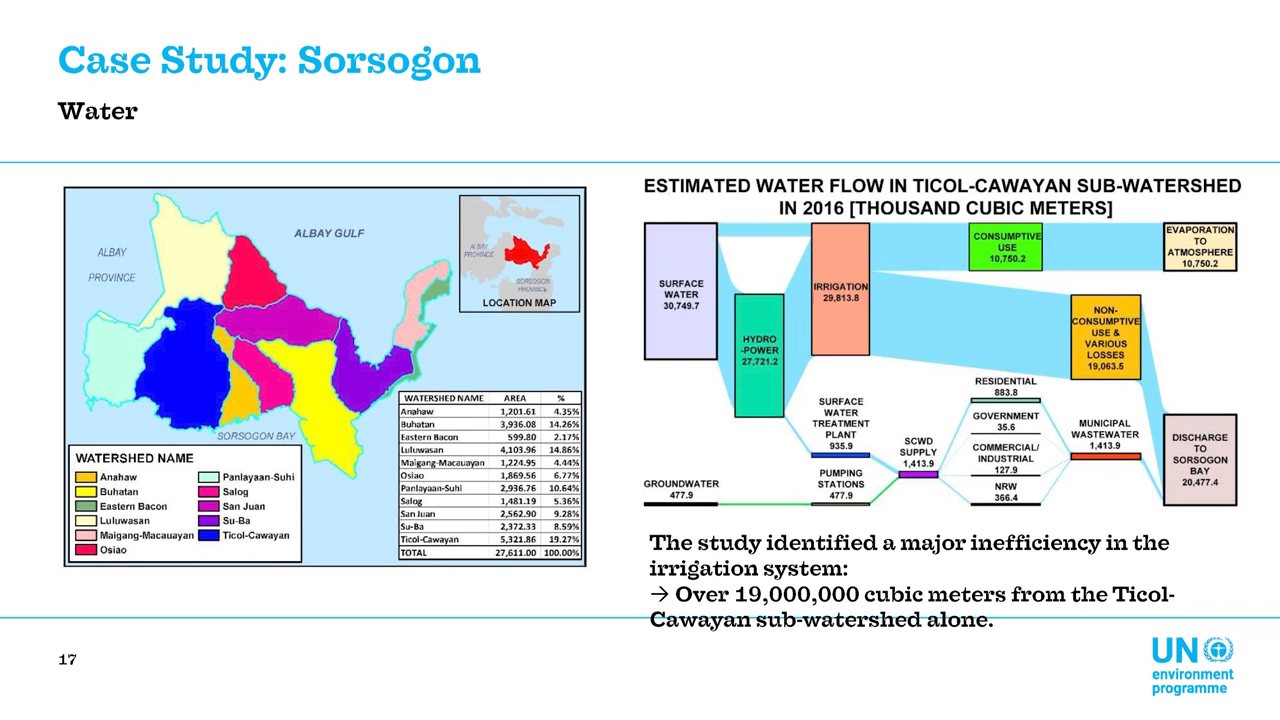 Case Study: Sorsogon
Water
ALBAY GULF
ALBAY
PROVINCE
SORSOGON BAY
ALBAY
PROVINCE
SORSOGON
PROVINCE
LOCATION MAP
WATERSHED NAME AREA %
Anahaw 1,201.61 4.35%
Buhatan 3,936.08 14.26%
Eastern Bacon 599.80 2.17%
Luluwasan 4,103.96 14.86%
Maigang-Macauayan 1,224.95 4.44%
Osiao 1,869.56 6.77%
Panlayaan-Suhi 2,936.76 10.64%
Salog 1,481.19 5.36%
San Juan 2,562.90 9.28%
Su-Ba 2,372.33 8.59%
Ticol-Cawayan 5,321.86 19.27%
TOTAL 27,611.00 100.00%
WATERSHED NAME
Anahaw
Buhatan
Eastern Bacon
Luluwasan
Maigang-Macauayan
Osiao
Panlayaan-Suhi
Salog
San Juan
Su-Ba
Ticol-Cawayan
ESTIMATED WATER FLOW IN TICOL-CAWAYAN SUB-WATERSHED
IN 2016 [THOUSAND CUBIC METERS]
SURFACE
WATER
30,749.7
HYDRO
-POWER
27,721.2
IRRIGATION
29,813.8
CONSUMPTIVE
USE
10,750.2
EVAPORATION
TO
ATMOSPHERE
10,750.2
NON-
CONSUMPTIVE
USE &
VARIOUS
LOSSES
19,063.5
GROUNDWATER
477.9
SURFACE
WATER
TREATMENT
PLANT
935.9
PUMPING
STATIONS
477.9
SCWD
SUPPLY
1,413.9
RESIDENTIAL
883.8
GOVERNMENT
35.6
COMMERCIAL/
INDUSTRIAL
127.9
NRW
366.4
MUNICIPAL
WASTEWATER
1,413.9
DISCHARGE
TO
SORSOGON
BAY
20,477.4
The study identified a major inefficiency in the
irrigation system:
→ Over 19,000,000 cubic meters from the Ticol-
Cawayan sub-watershed alone.
17
UN
environment
programme